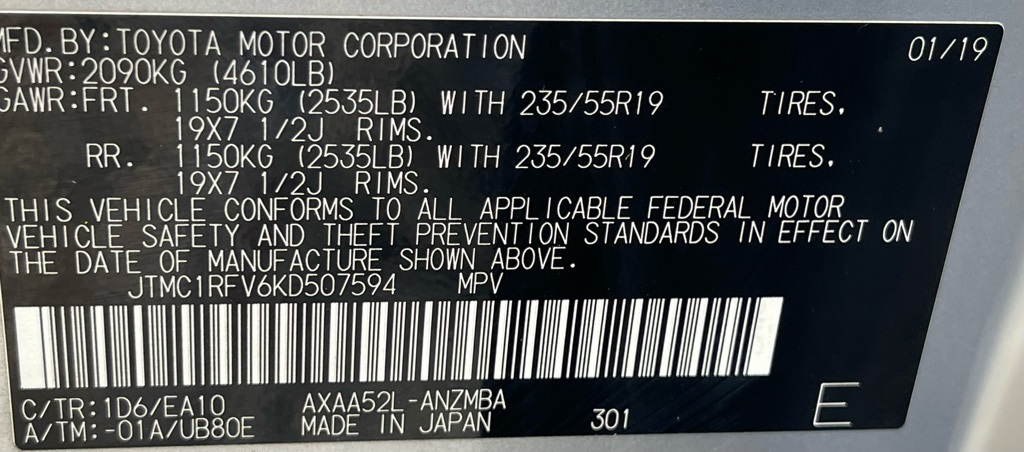 MFD.BY:TOYOTA MOTOR CORPORATION 01/19
GVWR:2090KG (4610LB)
GAWR:FRT. 1150KG (2535LB) WITH 235/55R19 TIRES.
19X7 1/2J RIMS.
RR. 1150KG (2535LB) WITH 235/55R19 TIRES.
19X7 1/2J RIMS.
THIS VEHICLE CONFORMS TO ALL APPLICABLE FEDERAL MOTOR
VEHICLE SAFETY AND THEFT PREVENTION STANDARDS IN EFFECT ON
THE DATE OF MANUFACTURE SHOWN ABOVE.
JTMC1RFV6KD507594 MPV
C/TR:1D6/EA10 AXAA52L-ANZMBA
A/TM:-01A/UB80E MADE IN JAPAN 301 E